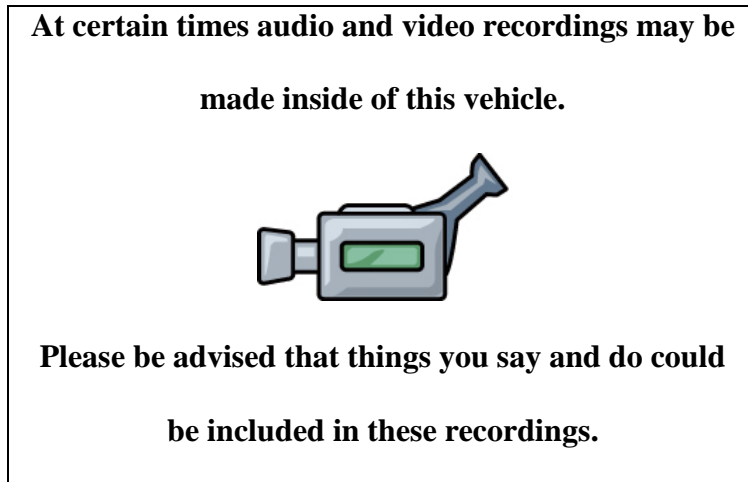 At certain times audio and video recordings may be
made inside of this vehicle.
Please be advised that things you say and do could
be included in these recordings.